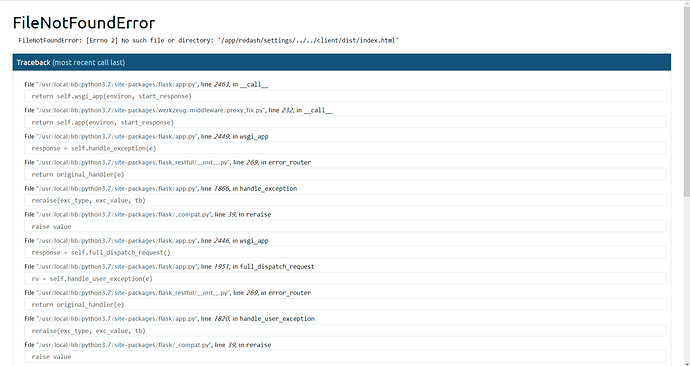 FileNotFoundError
FileNotFoundError: [Errno 2] No such file or directory: '/app/redash/settings/../../client/dist/index.html'
Traceback (most recent call last)
File "/usr/local/lib/python3.7/site-packages/flask/app.py", line 2463, in __call__
return self.wsgi_app(environ, start_response)
File "/usr/local/lib/python3.7/site-packages/werkzeug/middleware/proxy_fix.py", line 232, in __call__
return self.app(environ, start_response)
File "/usr/local/lib/python3.7/site-packages/flask/app.py", line 2449, in wsgi_app
response = self.handle_exception(e)
File "/usr/local/lib/python3.7/site-packages/flask_restful/__init__.py", line 269, in error_router
return original_handler(e)
File "/usr/local/lib/python3.7/site-packages/flask/app.py", line 1866, in handle_exception
reraise(exc_type, exc_value, tb)
File "/usr/local/lib/python3.7/site-packages/flask/_compat.py", line 39, in reraise
raise value
File "/usr/local/lib/python3.7/site-packages/flask/app.py", line 2446, in wsgi_app
response = self.full_dispatch_request()
File "/usr/local/lib/python3.7/site-packages/flask/app.py", line 1951, in full_dispatch_request
rv = self.handle_user_exception(e)
File "/usr/local/lib/python3.7/site-packages/flask_restful/__init__.py", line 269, in error_router
return original_handler(e)
File "/usr/local/lib/python3.7/site-packages/flask/app.py", line 1820, in handle_user_exception
reraise(exc_type, exc_value, tb)
File "/usr/local/lib/python3.7/site-packages/flask/_compat.py", line 39, in reraise
raise value